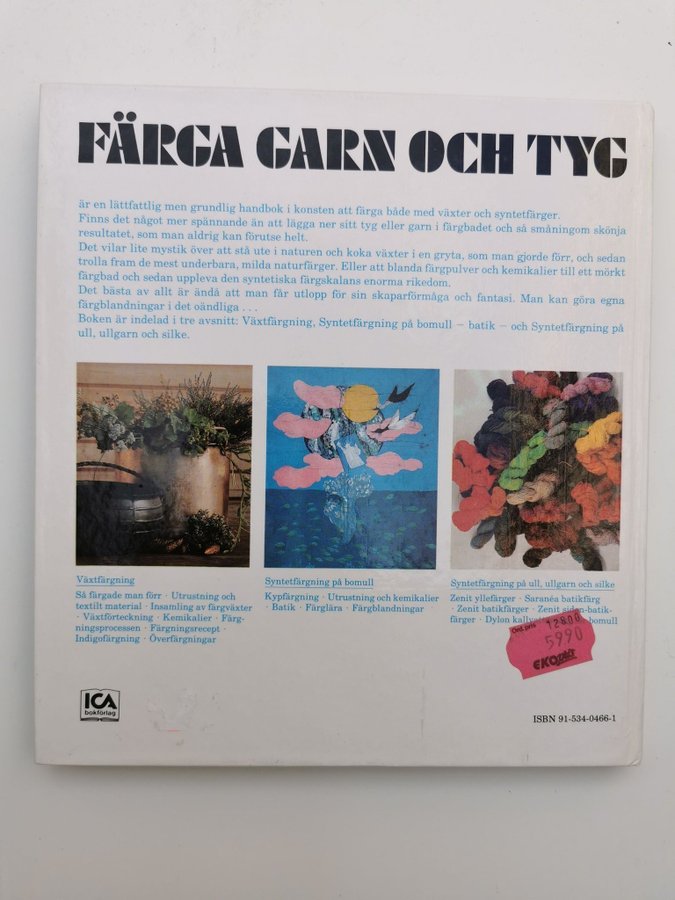 FÄRGA GARN OCH TYG
är en lättfattlig men grundlig handbok i konsten att färga både med växter och syntetfärger.
Finns det något mer spännande än att lägga ner sitt tyg eller garn i färgbadet och så småningom skönja
resultatet, som man aldrig kan förutse helt.
Det vilar lite mystik över att stå ute i naturen och koka växter i en gryta, som man gjorde förr, och sedan
trolla fram de mest underbara, milda naturfärger. Eller att blanda färgpulver och kemikalier till ett mörkt
färgbad och sedan uppleva den syntetiska färgskalans enorma rikedom.
Det bästa av allt är ändå att man får utlopp för sin skaparförmåga och fantasi. Man kan göra egna
färgblandningar i det oändliga . . .
Boken är indelad i tre avsnitt: Växtfärgning, Syntetfärgning på bomull – batik – och Syntetfärgning på
ull, ullgarn och silke.
Växtfärgning
Så färgade man förr · Utrustning och
textilt material · Insamling av färgväxter
· Växtförteckning · Kemikalier · Färg-
ningsprocessen · Färgningsrecept ·
Indigofärgning · Överfärgningar
Syntetfärgning på bomull
Kypfärgning · Utrustning och kemikalier
· Batik · Färglära · Färgblandningar
Syntetfärgning på ull, ullgarn och silke
Zenit yllefärger · Saranéa batikfärg
· Zenit batikfärger · Zenit siden-batik-
färger · Dylon bomull
Ord. pris 12800
5990
ICA
bokförlag
ISBN 91-534-0466-1